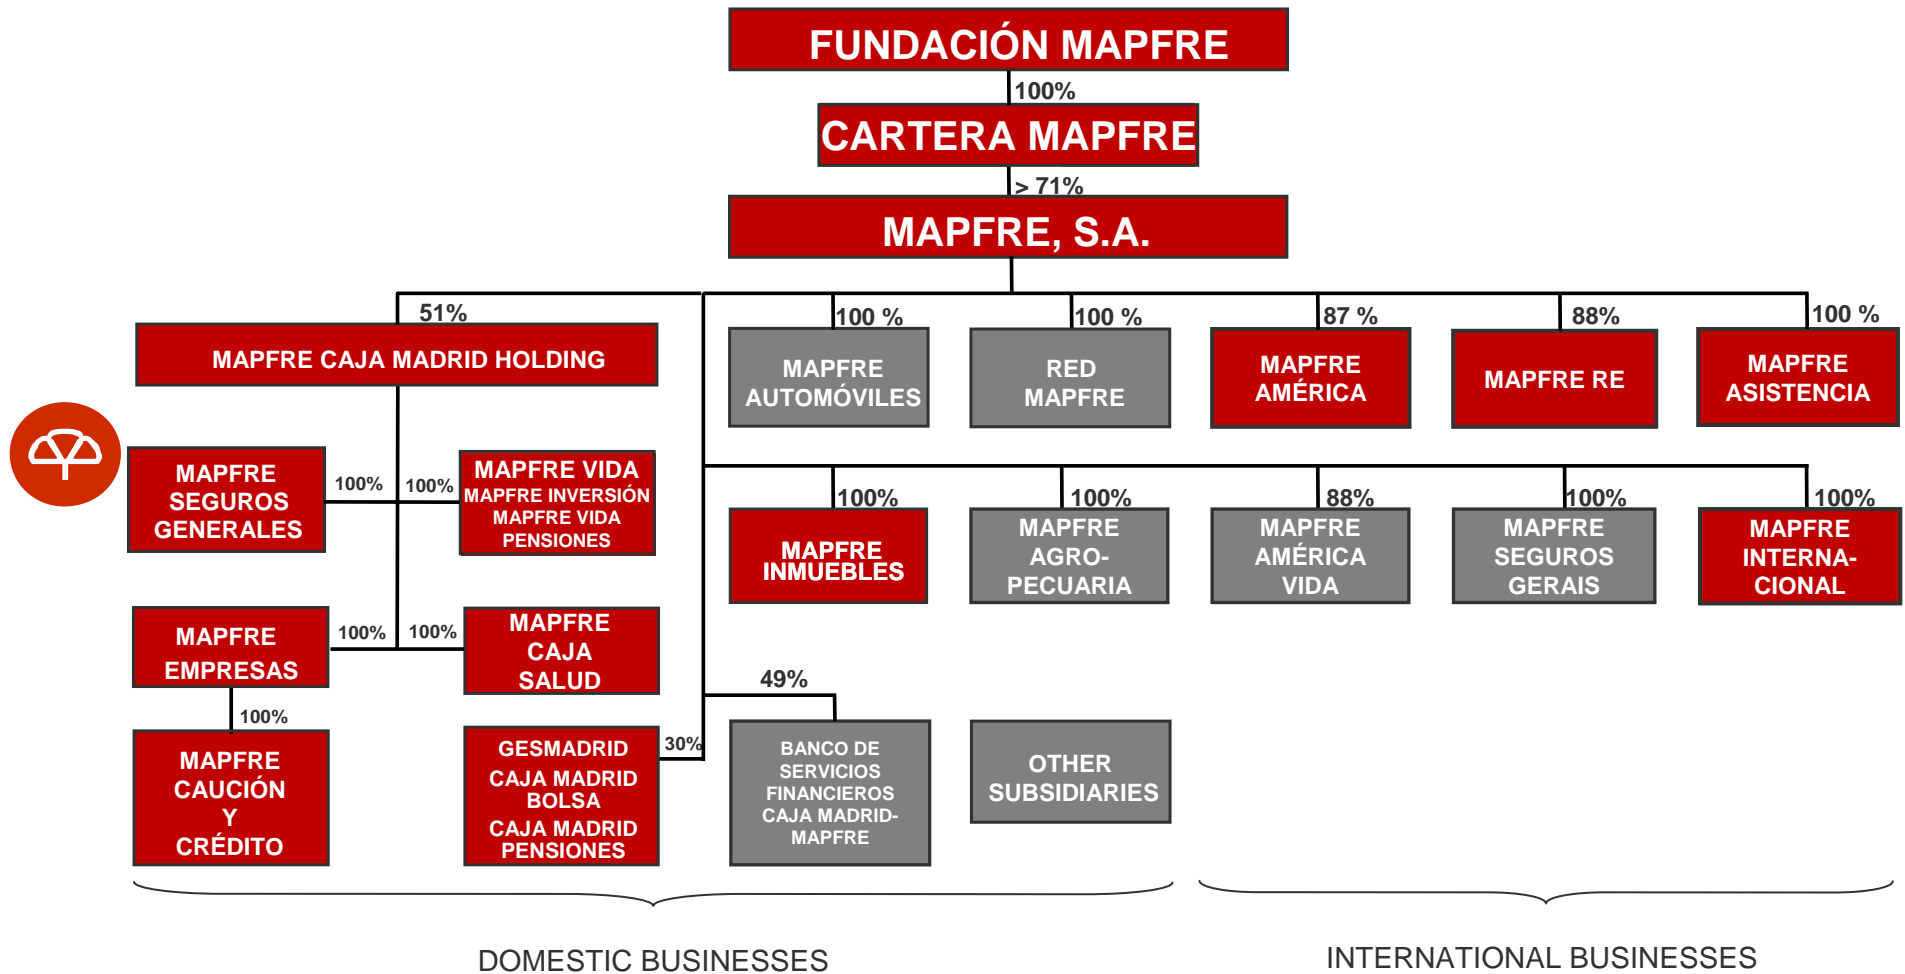 FUNDACIÓN MAPFRE
100%
CARTERA MAPFRE
> 71%
MAPFRE, S.A.
51%
MAPFRE CAJA MADRID HOLDING
100 %
MAPFRE
AUTOMÓVILES
100 %
RED
MAPFRE
87 %
MAPFRE
AMÉRICA
88%
MAPFRE RE
100 %
MAPFRE
ASISTENCIA
MAPFRE
SEGUROS
GENERALES
100%
100%
MAPFRE VIDA
MAPFRE INVERSIÓN
MAPFRE VIDA
PENSIONES
100%
MAPFRE
INMUEBLES
100%
MAPFRE
AGRO-
PECUARIA
88%
MAPFRE
AMÉRICA
VIDA
100%
MAPFRE
SEGUROS
GERAIS
100%
MAPFRE
INTERNA-
CIONAL
MAPFRE
EMPRESAS
100%
100%
MAPFRE
CAJA
SALUD
100%
MAPFRE
CAUCIÓN
Y
CRÉDITO
GESMADRID
CAJA MADRID
BOLSA
CAJA MADRID
PENSIONES
30%
49%
BANCO DE
SERVICIOS
FINANCIEROS
CAJA MADRID-
MAPFRE
OTHER
SUBSIDIARIES
DOMESTIC BUSINESSES
INTERNATIONAL BUSINESSES